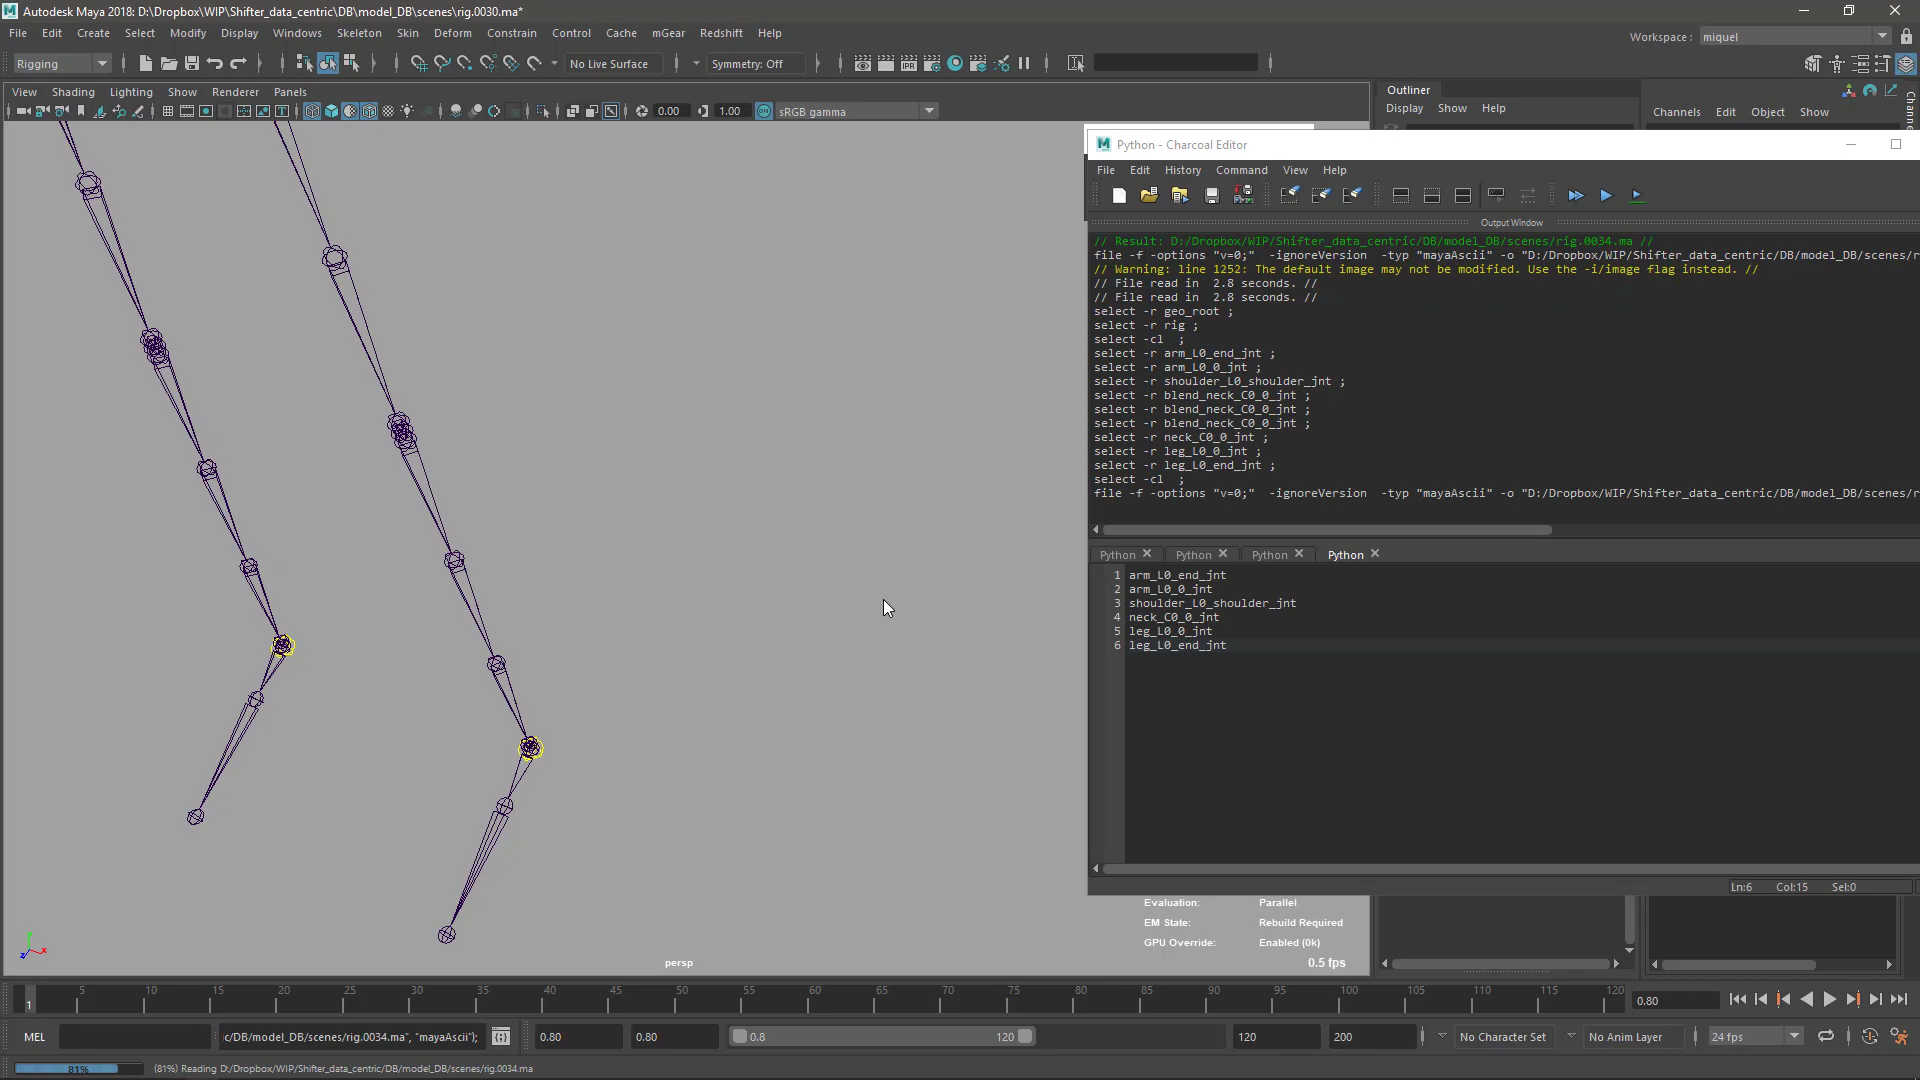 Autodesk Maya 2018: D:\Dropbox\WIP\Shifter_data_centric\DB\model_DB\scenes\rig.0030.ma*
File Edit Create Select Modify Display Windows Skeleton Skin Deform Constrain Control Cache mGear Redshift Help
Workspace : miquel
Rigging
No Live Surface
Symmetry: Off
View Shading Lighting Show Renderer Panels
0.00
1.00
sRGB gamma
Outliner
Display Show Help
Channels Edit Object Show
Python - Charcoal Editor
File Edit History Command View Help
Output Window
// Result: D:/Dropbox/WIP/Shifter_data_centric/DB/model_DB/scenes/rig.0034.ma //
file -f -options "v=0;"  -ignoreVersion  -typ "mayaAscii" -o "D:/Dropbox/WIP/Shifter_data_centric/DB/model_DB/scenes/r
// Warning: line 1252: The default image may not be modified. Use the -i/image flag instead. //
// File read in  2.8 seconds. //
// File read in  2.8 seconds. //
select -r geo_root ;
select -r rig ;
select -cl  ;
select -r arm_L0_end_jnt ;
select -r arm_L0_0_jnt ;
select -r shoulder_L0_shoulder_jnt ;
select -r blend_neck_C0_0_jnt ;
select -r blend_neck_C0_0_jnt ;
select -r blend_neck_C0_0_jnt ;
select -r neck_C0_0_jnt ;
select -r leg_L0_0_jnt ;
select -r leg_L0_end_jnt ;
select -cl  ;
file -f -options "v=0;"  -ignoreVersion  -typ "mayaAscii" -o "D:/Dropbox/WIP/Shifter_data_centric/DB/model_DB/scenes/r
Python Python Python Python
1 arm_L0_end_jnt
2 arm_L0_0_jnt
3 shoulder_L0_shoulder_jnt
4 neck_C0_0_jnt
5 leg_L0_0_jnt
6 leg_L0_end_jnt
Ln:6 Col:15 Sel:0
Evaluation: Parallel
EM State: Rebuild Required
GPU Override: Enabled (0k)
0.5 fps
persp
1 5 10 15 20 25 30 35 40 45 50 55 60 65 70 75 80 85 90 95 100 105 110 115 120
0.80
MEL
c/DB/model_DB/scenes/rig.0034.ma", "mayaAscii");
0.80
0.80
0.8
120
120
200
No Character Set
No Anim Layer
24 fps
81%
(81%) Reading D:/Dropbox/WIP/Shifter_data_centric/DB/model_DB/scenes/rig.0034.ma